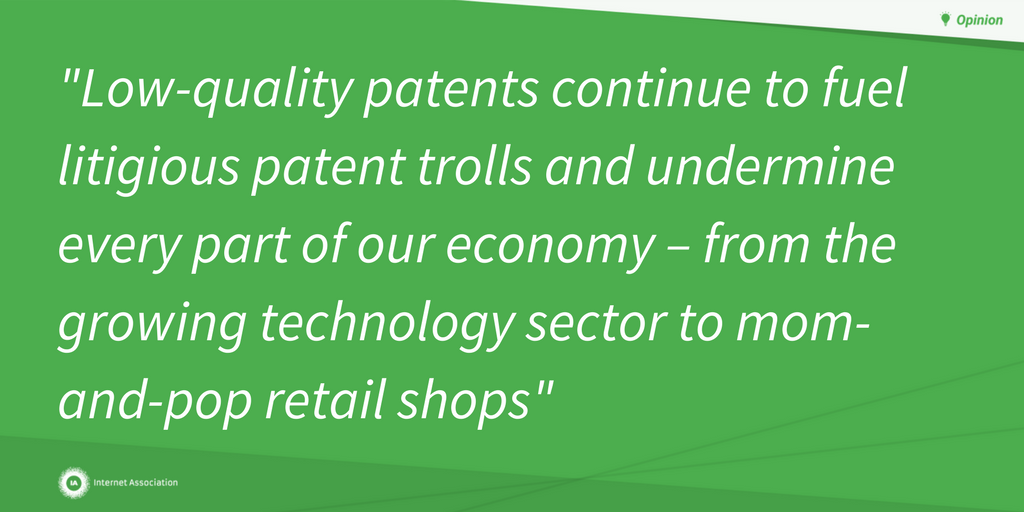 Opinion
"Low-quality patents continue to fuel
litigious patent trolls and undermine
every part of our economy – from the
growing technology sector to mom-
and-pop retail shops"
IA
Internet Association